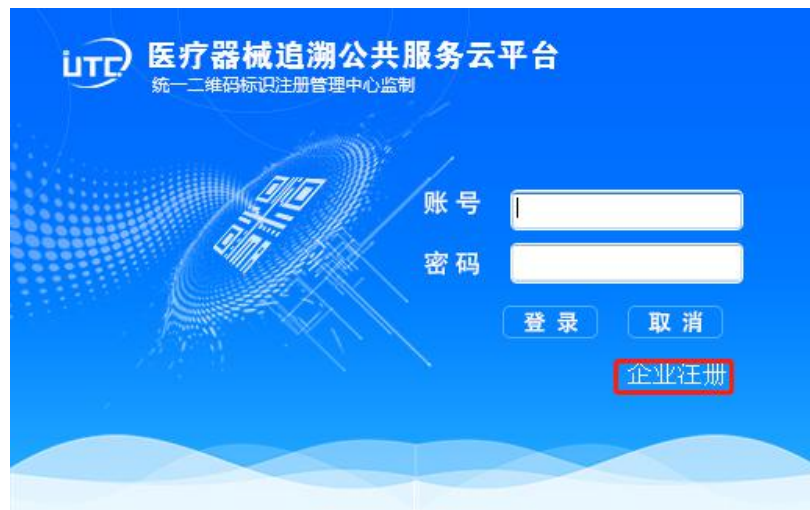 UTC 医疗器械追溯公共服务云平台
统一二维码标识注册管理中心监制
账号
密码
登录 取消
企业注册